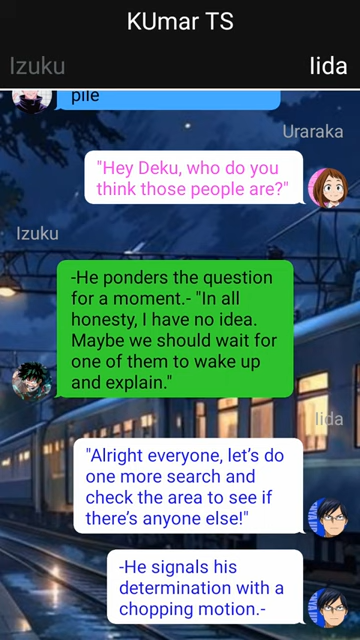 KUmar TS
Izuku
Iida
pile
Uraraka
"Hey Deku, who do you
think those people are?"
Izuku
-He ponders the question
for a moment.- "In all
honesty, I have no idea.
Maybe we should wait for
one of them to wake up
and explain."
Iida
"Alright everyone, let's do
one more search and
check the area to see if
there's anyone else!"
-He signals his
determination with a
chopping motion.-